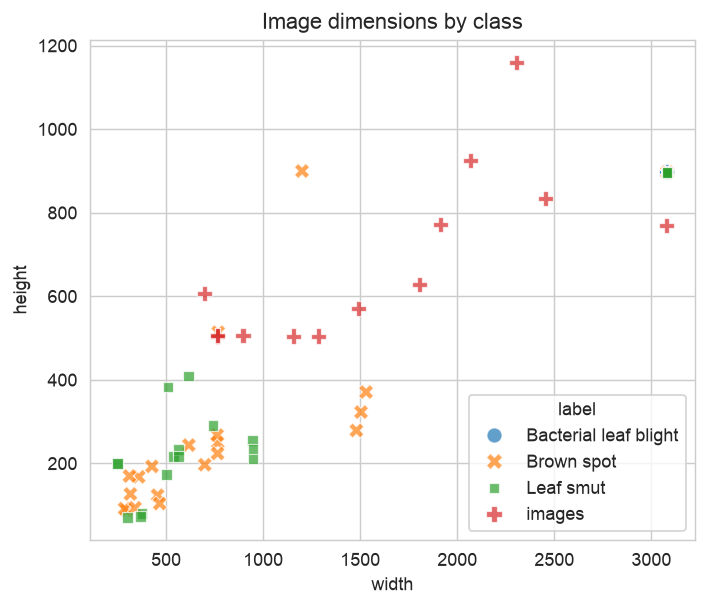 Image dimensions by class
1200
1000
800
600
400
200
height
500
1000
1500
2000
2500
3000
width
label
Bacterial leaf blight
Brown spot
Leaf smut
images